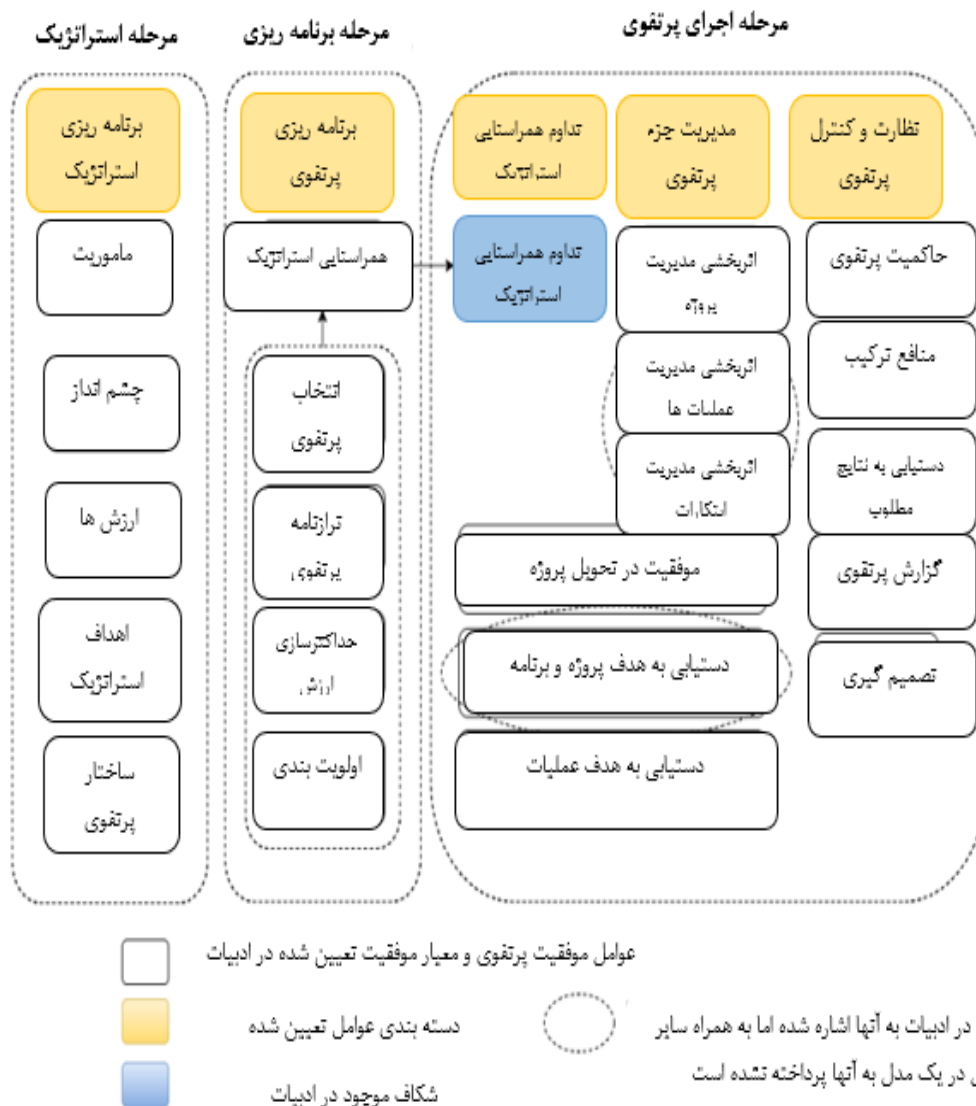 مرحله استراتژیک
برنامه ریزی
استراتژیک
ماموریت
چشم انداز
ارزش ها
اهداف
استراتژیک
ساختار
پرتفوی
مرحله برنامه ریزی
برنامه ریزی
پرتفوی
همراستایی استراتژیک
انتخاب
پرتفوی
ترازنامه
پرتفوی
حداکثرسازی
ارزش
اولویت بندی
مرحله اجرای پرتفوی
تداوم همراستایی
استراتژیک
تداوم همراستایی
استراتژیک
مدیریت جزء
پرتفوی
اثربخشی مدیریت
پروژه
اثربخشی مدیریت
عملیات ها
اثربخشی مدیریت
ابتکارات
موفقیت در تحویل پروژه
دستیابی به هدف پروژه و برنامه
دستیابی به هدف عملیات
نظارت و کنترل
پرتفوی
حاکمیت پرتفوی
منافع ترکیب
دستیابی به نتایج
مطلوب
گزارش پرتفوی
تصمیم گیری
عوامل موفقیت پرتفوی و معیار موفقیت تعیین شده در ادبیات
دسته بندی عوامل تعیین شده
شکاف موجود در ادبیات
در ادبیات به آنها اشاره شده اما به همراه سایر
در یک مدل به آنها پرداخته نشده است